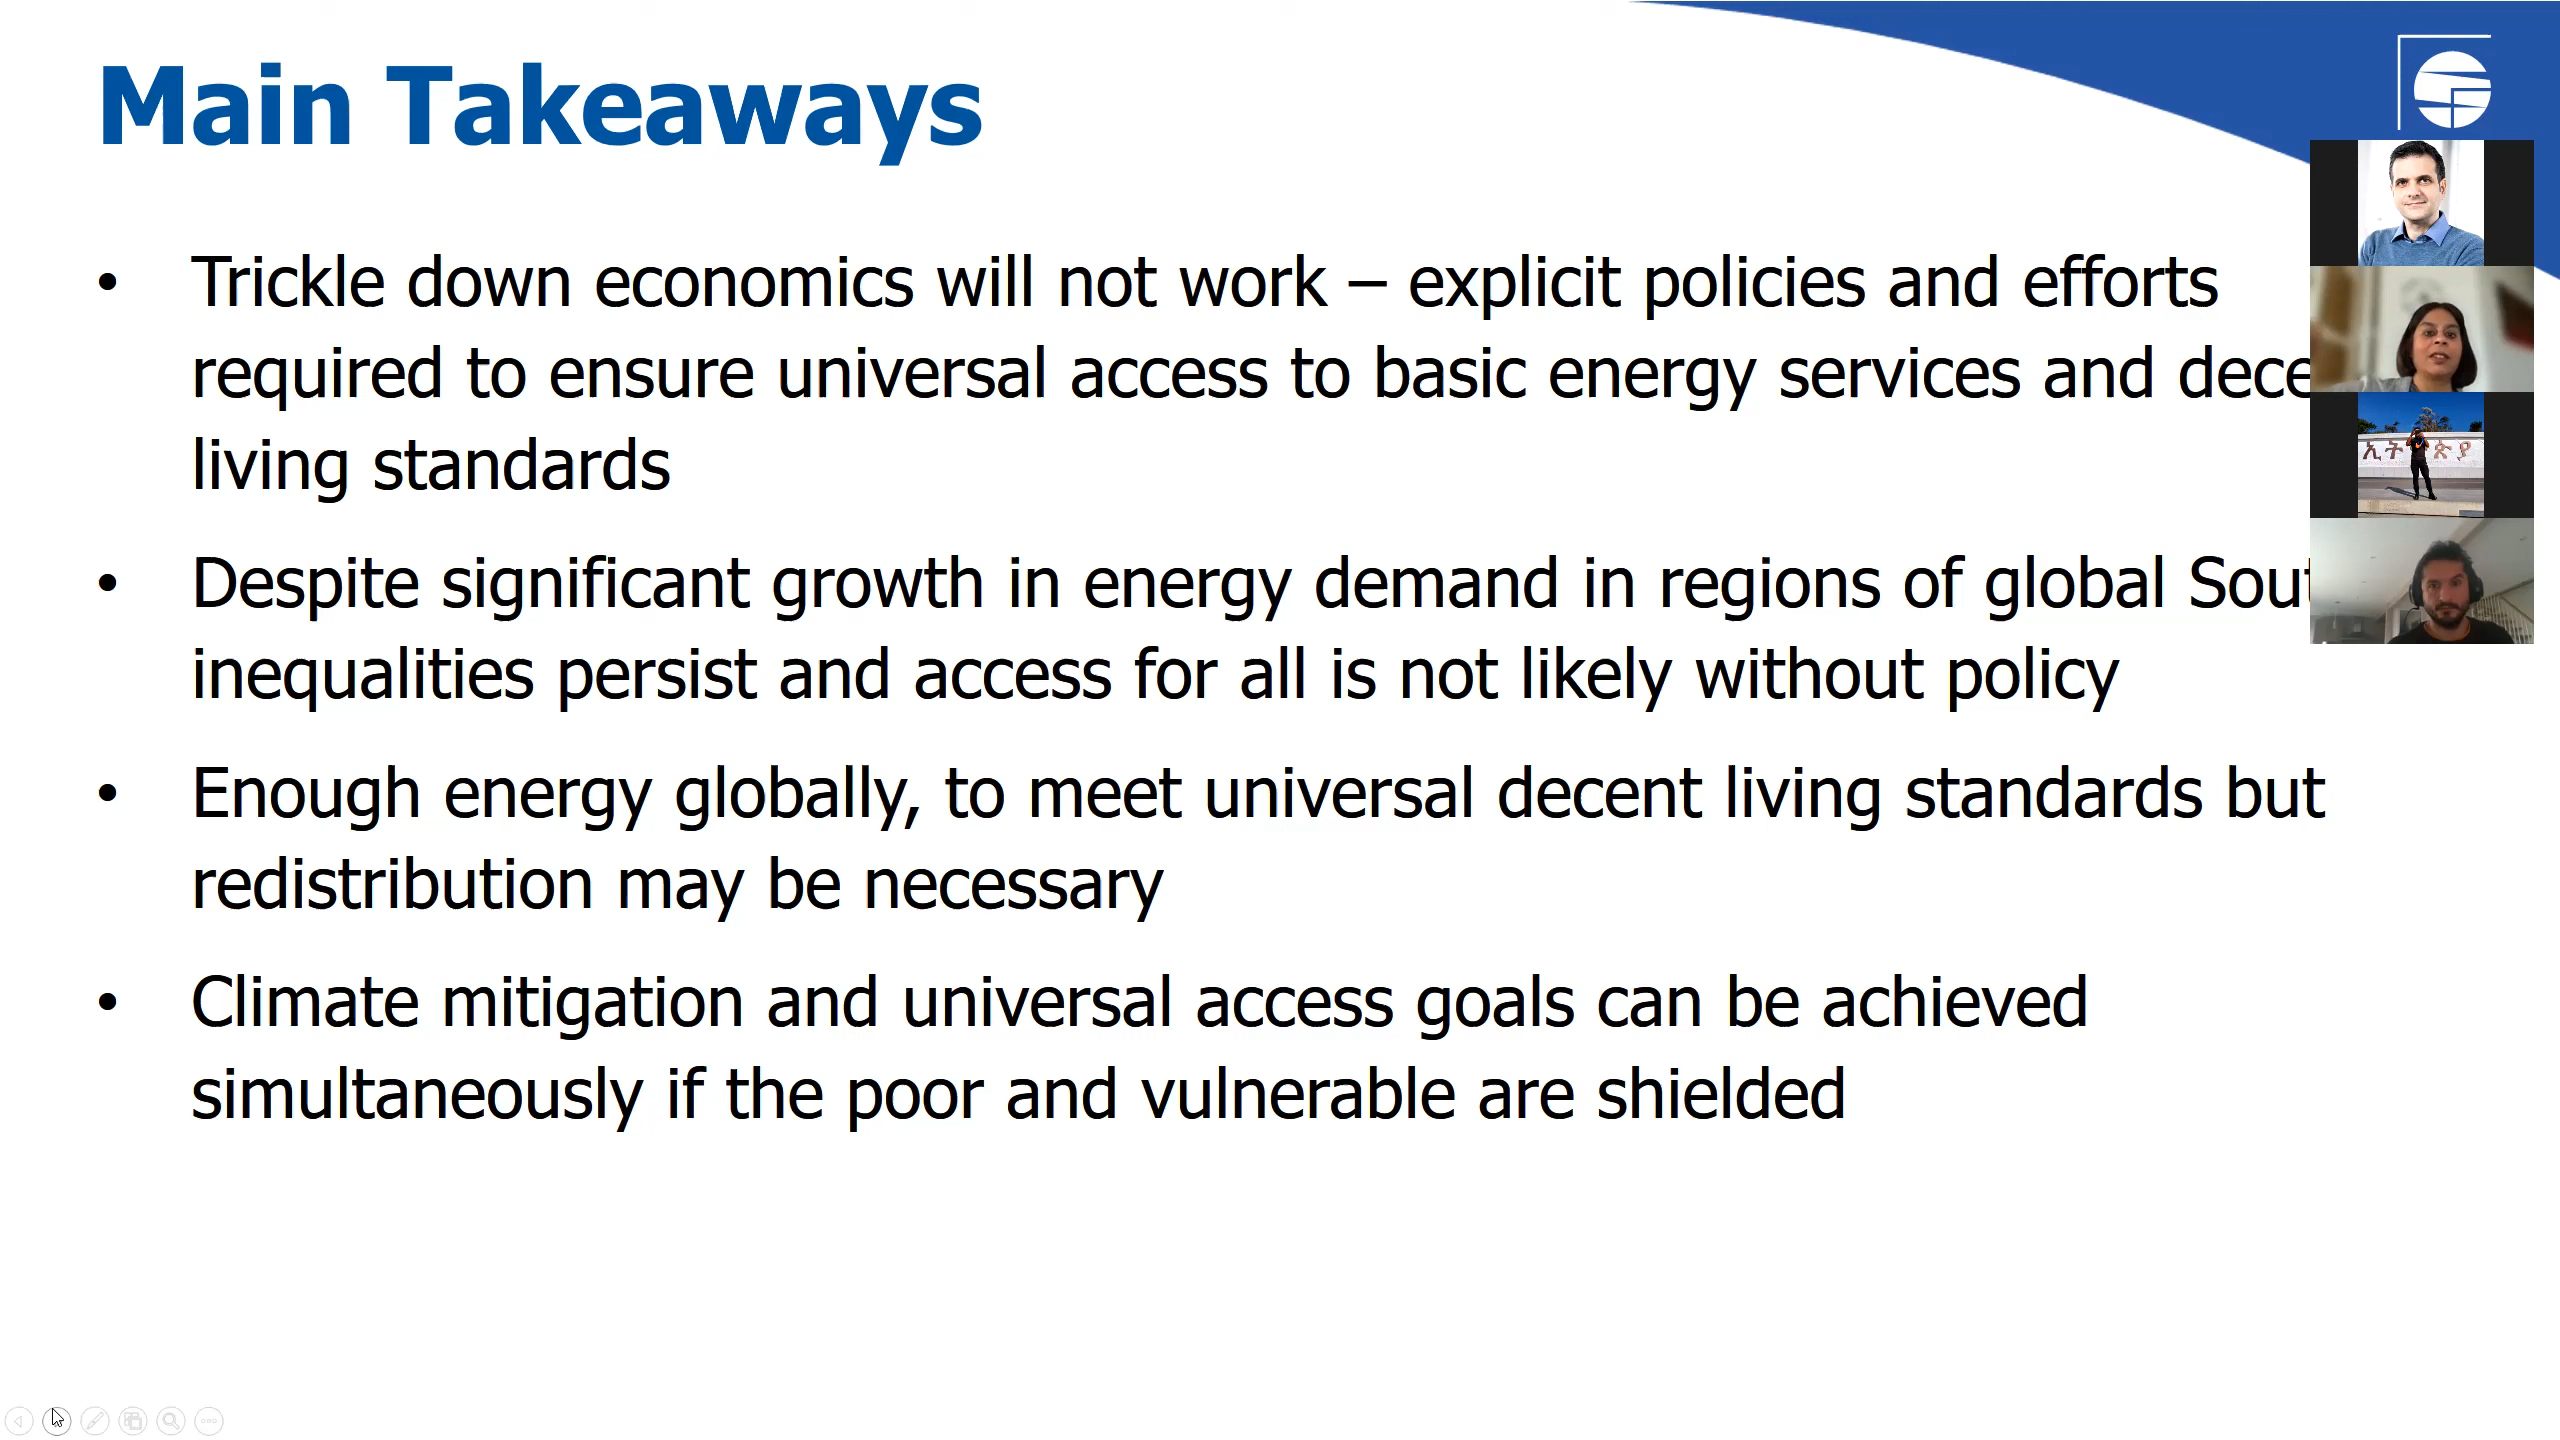 Main Takeaways
• Trickle down economics will not work – explicit policies and efforts
required to ensure universal access to basic energy services and
living standards
• Despite significant growth in energy demand in regions of global
inequalities persist and access for all is not likely without policy
• Enough energy globally, to meet universal decent living standards but
redistribution may be necessary
• Climate mitigation and universal access goals can be achieved
simultaneously if the poor and vulnerable are shielded